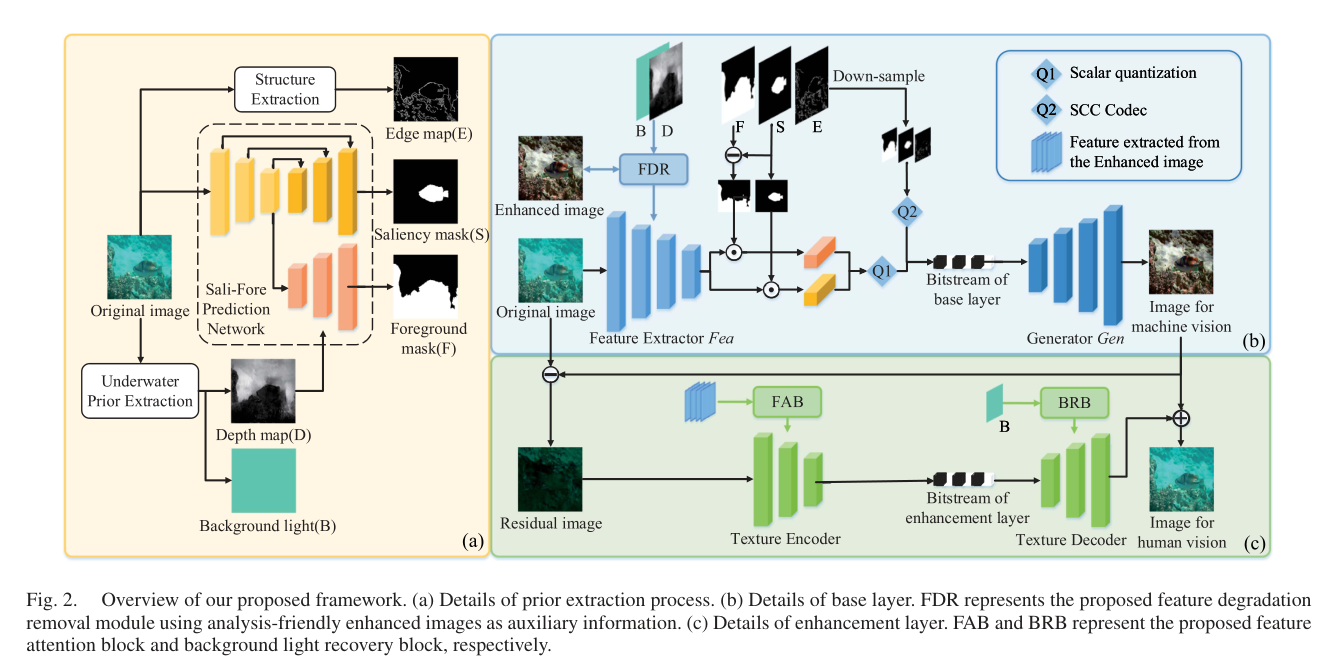 Structure
Extraction
Edge map(E)
Saliency mask(S)
Sali-Fore
Prediction
Network
Original image
Foreground
mask(F)
Underwater
Prior Extraction
Depth map(D)
Background light(B)
(a)
B D
F S E
Down-sample
FDR
Enhanced image
Original image
Feature Extractor Fea
Q2
Q1
Bitstream of
base layer
Generator Gen
Image for
machine vision
(b)
Q1 Scalar quantization
Q2 SCC Codec
Feature extracted from
the Enhanced image
FAB
B
BRB
Residual image
Texture Encoder
Bitstream of
enhancement layer
Texture Decoder
Image for
human vision
(c)
Fig. 2. Overview of our proposed framework. (a) Details of prior extraction process. (b) Details of base layer. FDR represents the proposed feature degradation
removal module using analysis-friendly enhanced images as auxiliary information. (c) Details of enhancement layer. FAB and BRB represent the proposed feature
attention block and background light recovery block, respectively.